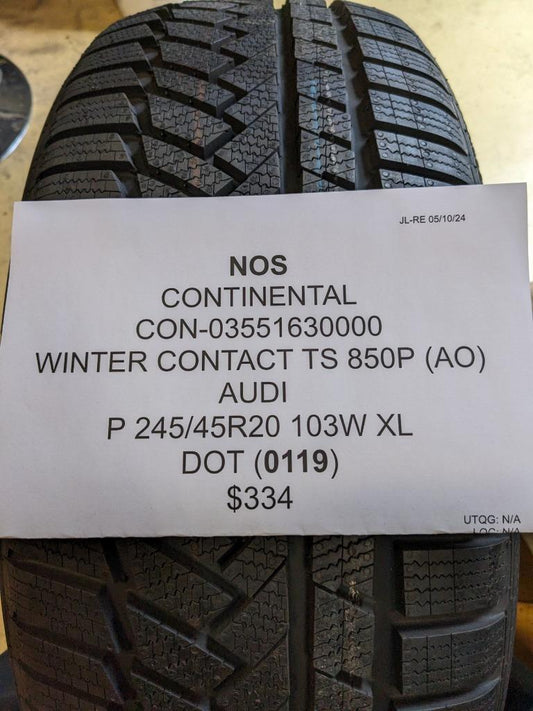 JL-RE 05/10/24
NOS
CONTINENTAL
CON-03551630000
WINTER CONTACT TS 850P (AO)
AUDI
P 245/45R20 103W XL
DOT (0119)
$334
UTQG: N/A
LOC: N/A